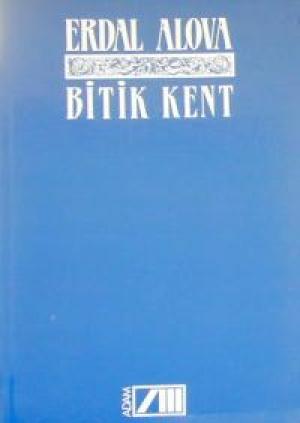 ERDAL ALOVA
BİTİK KENT
ADAM